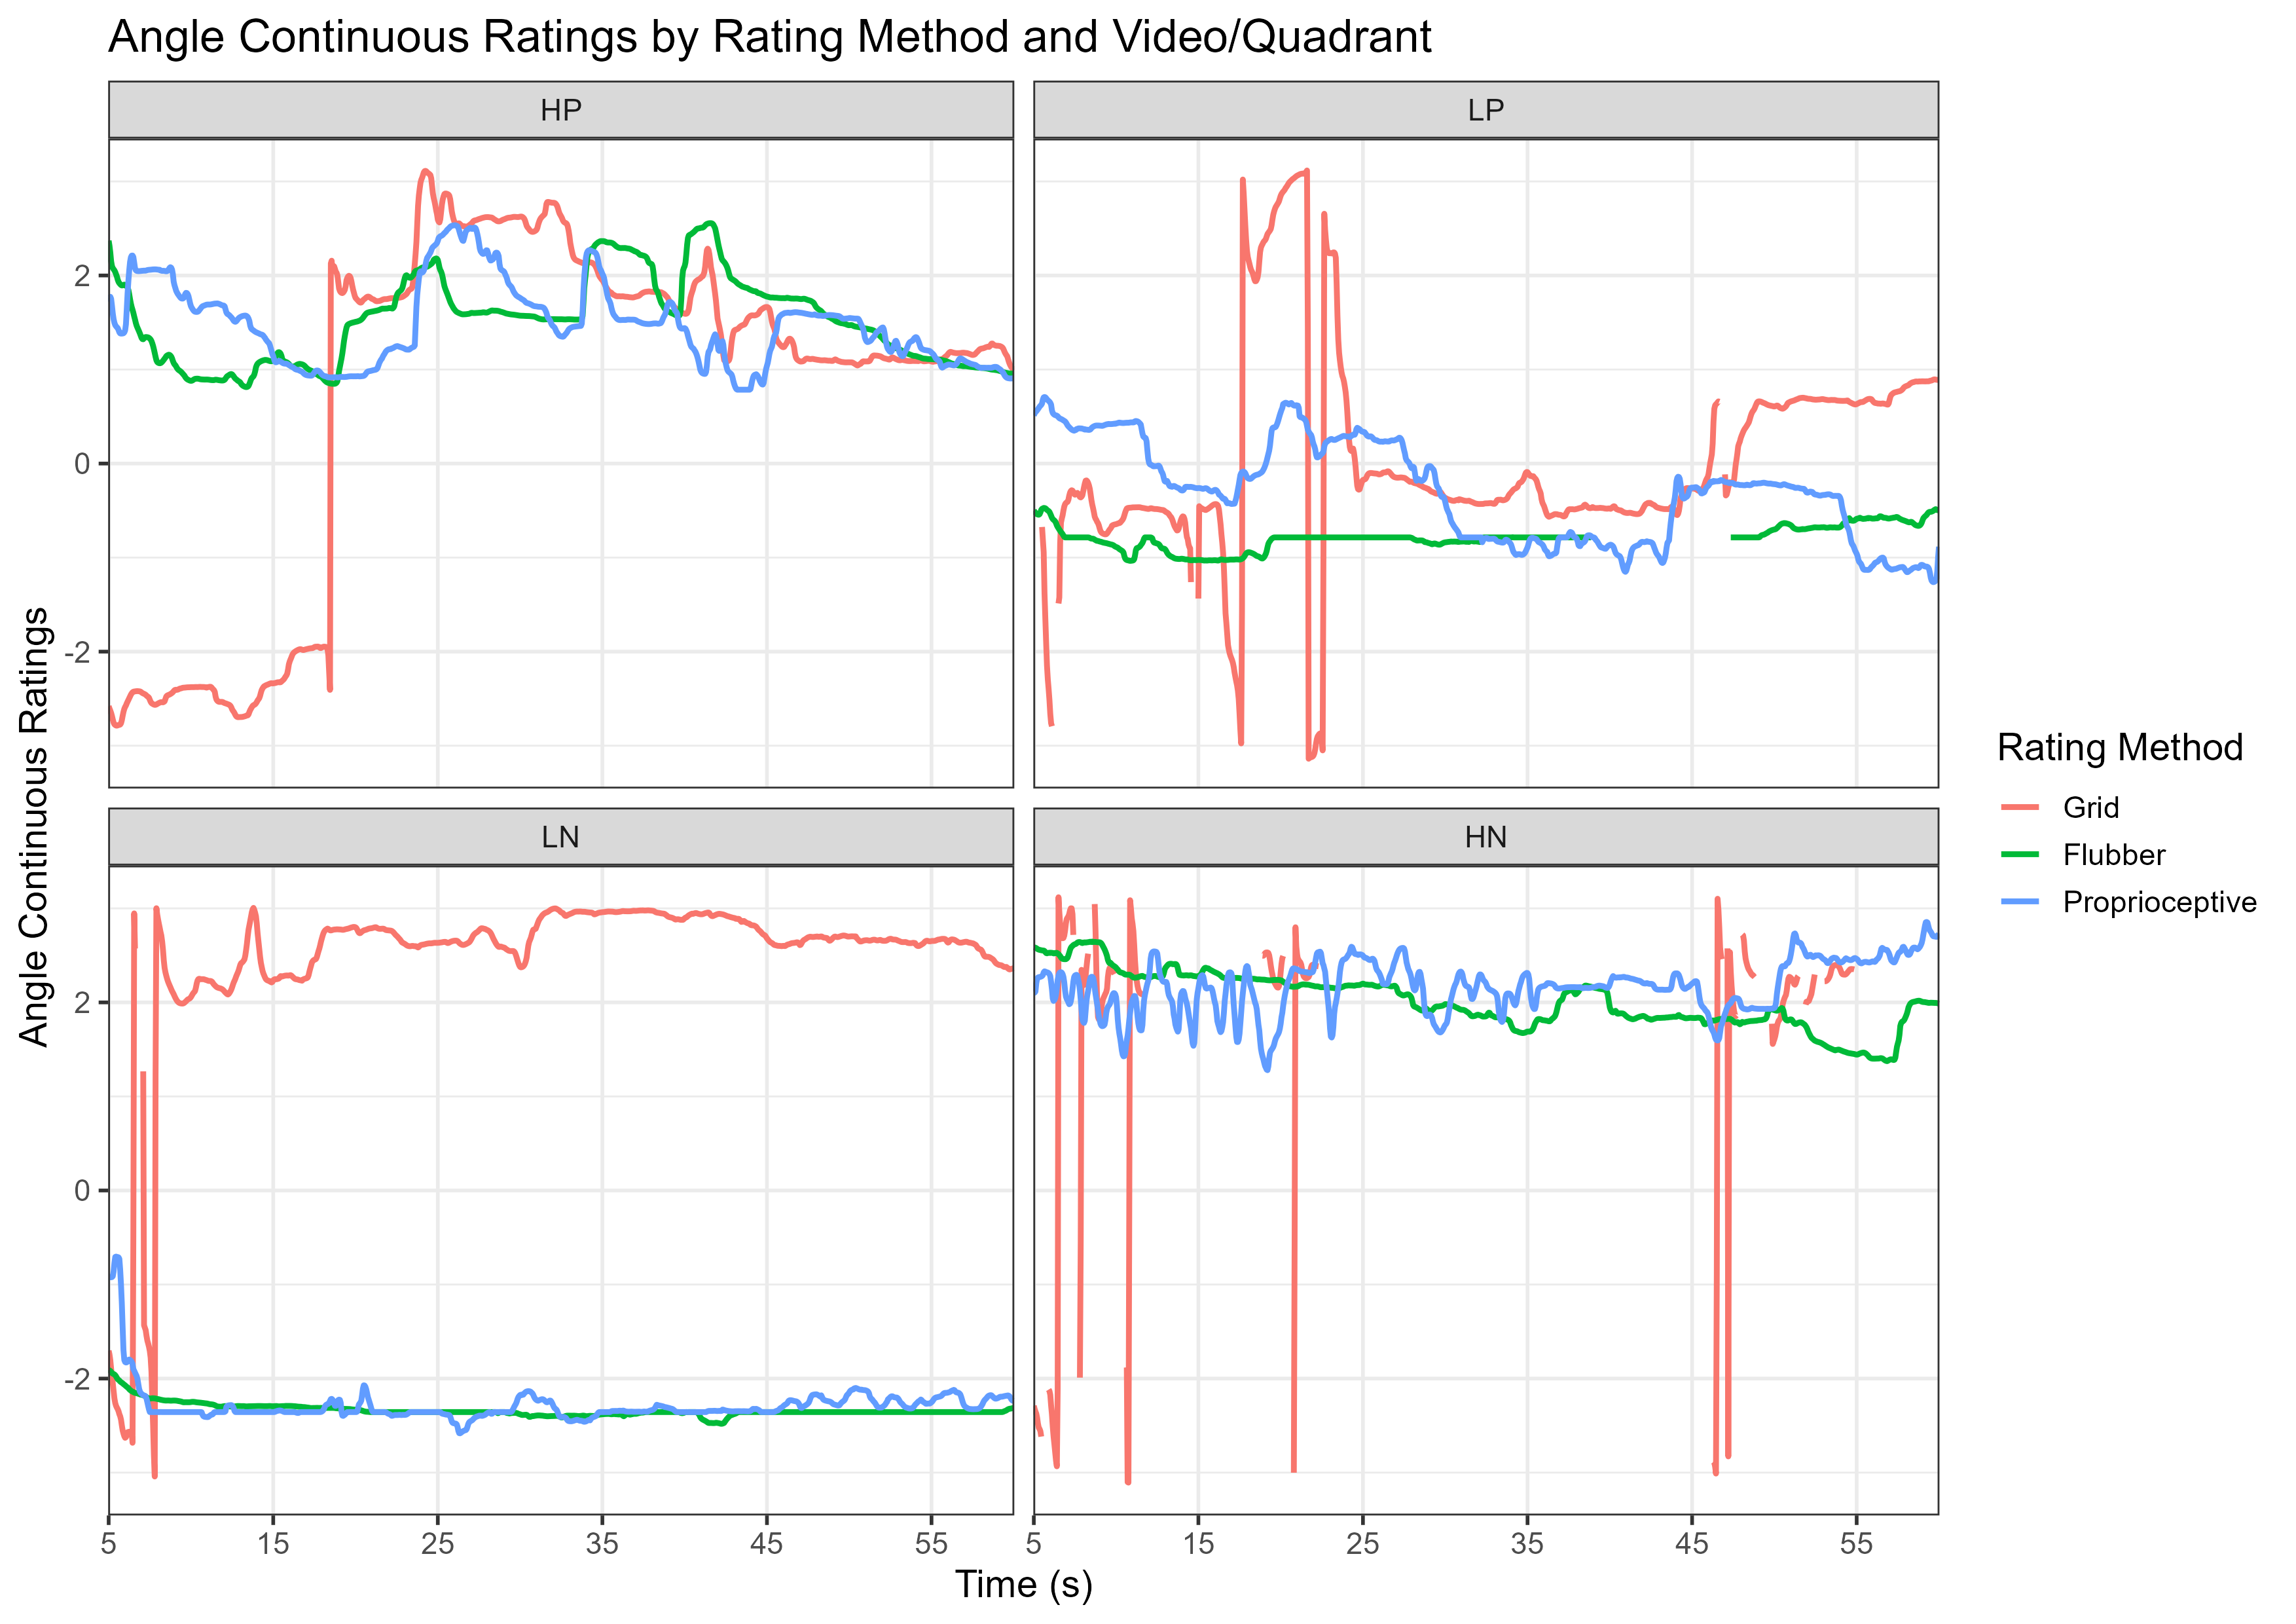 Angle Continuous Ratings by Rating Method and Video/Quadrant
HP
LP
2
0
-2
LN
HN
2
0
-2
5 15 25 35 45 55
5 15 25 35 45 55
Time (s)
Angle Continuous Ratings
Rating Method
Grid
Flubber
Proprioceptive